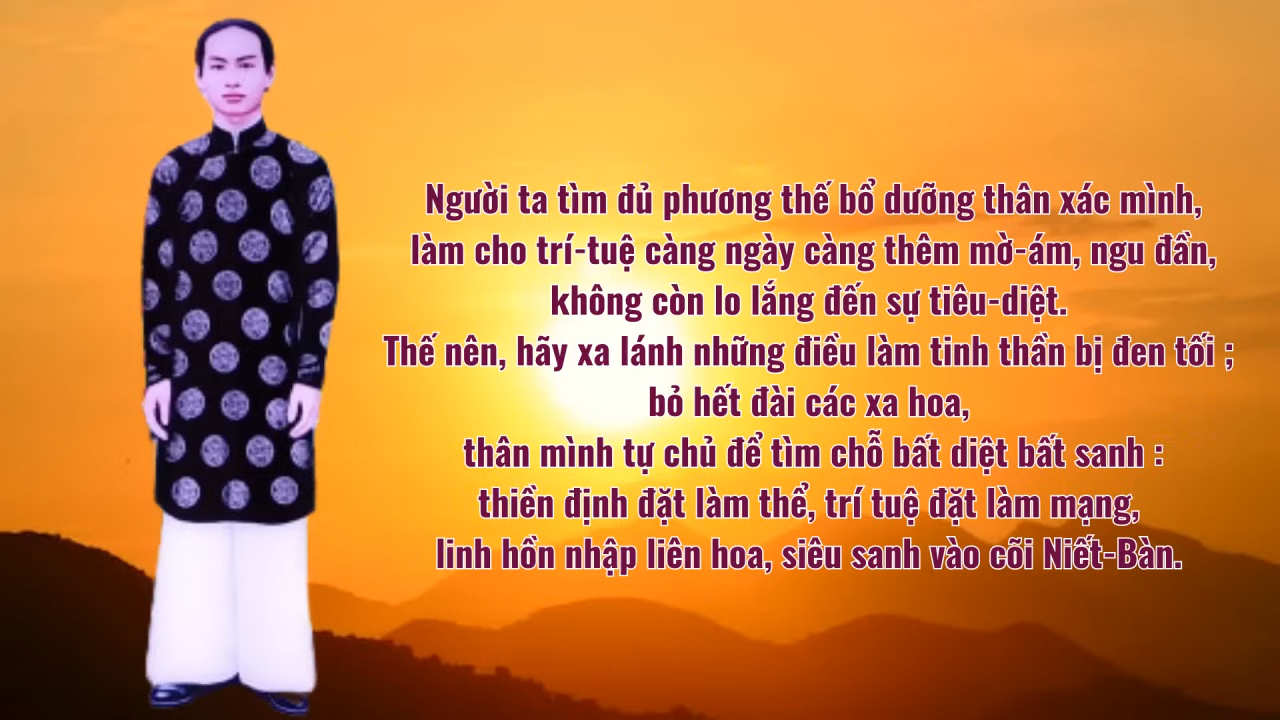 Người ta tìm đủ phương thế bổ dưỡng thân xác mình,
làm cho trí-tuệ càng ngày càng thêm mờ-ám, ngu đần,
không còn lo lắng đến sự tiêu-diệt.
Thế nên, hãy xa lánh những điều làm tinh thần bị đen tối ;
bỏ hết đài các xa hoa,
thân mình tự chủ để tìm chỗ bất diệt bất sanh :
thiền định đặt làm thể, trí tuệ đặt làm mạng,
linh hồn nhập liên hoa, siêu sanh vào cõi Niết-Bàn.